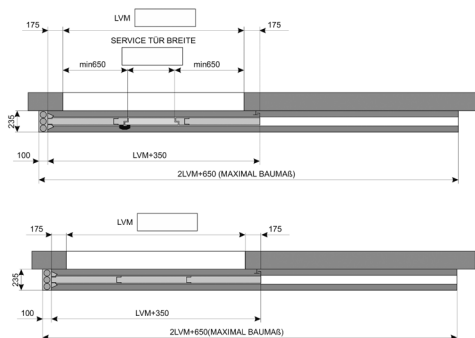 175 LVM 175
SERVICE TÜR BREITE
min650 min650
235
100 LVM+350
2LVM+650 (MAXIMAL BAUMAß)
LVM
175 175
235
100 LVM+350
2LVM+650(MAXIMAL BAUMAß)